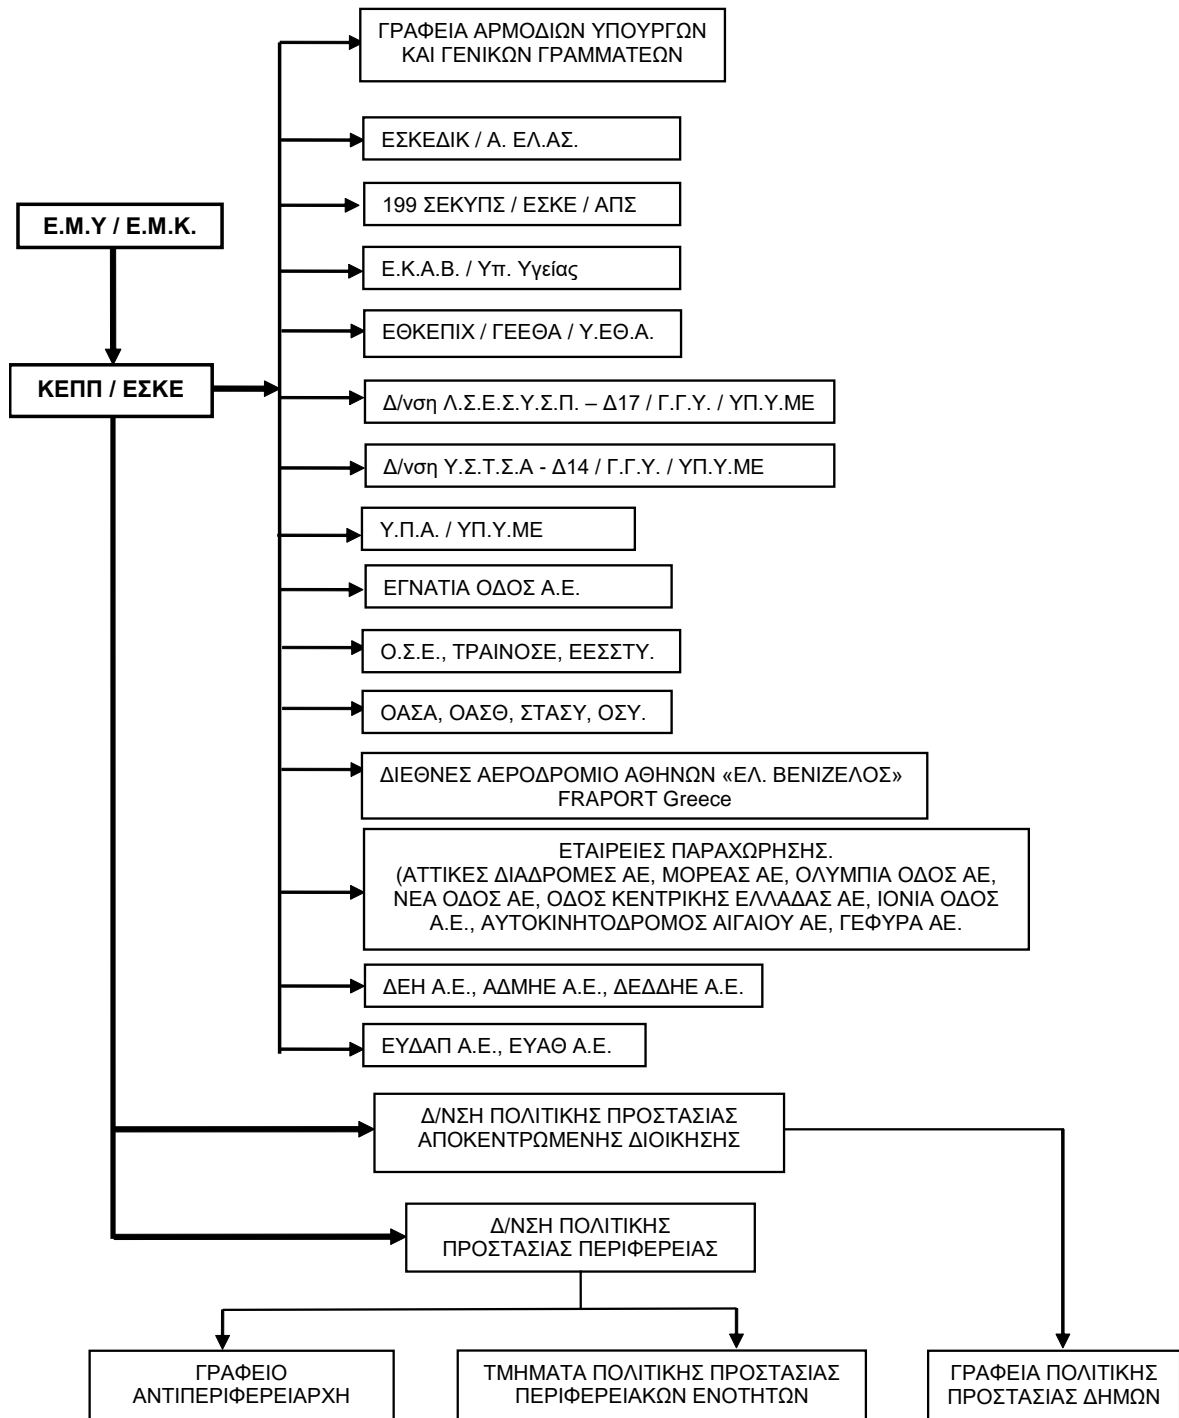 ΓΡΑΦΕΙΑ ΑΡΜΟΔΙΩΝ ΥΠΟΥΡΓΩΝ
ΚΑΙ ΓΕΝΙΚΩΝ ΓΡΑΜΜΑΤΕΩΝ
ΕΣΚΕΔΙΚ / Α. ΕΛ.ΑΣ.
199 ΣΕΚΥΠΣ / ΕΣΚΕ / ΑΠΣ
Ε.Μ.Υ / Ε.Μ.Κ.
Ε.Κ.Α.Β. / Υπ. Υγείας
ΕΘΚΕΠΙΧ / ΓΕΕΘΑ / Υ.ΕΘ.Α.
ΚΕΠΠ / ΕΣΚΕ
Δ/νση Λ.Σ.Ε.Σ.Υ.Σ.Π. – Δ17 / Γ.Γ.Υ. / ΥΠ.Υ.ΜΕ
Δ/νση Υ.Σ.Τ.Σ.Α - Δ14 / Γ.Γ.Υ. / ΥΠ.Υ.ΜΕ
Υ.Π.Α. / ΥΠ.Υ.ΜΕ
ΕΓΝΑΤΙΑ ΟΔΟΣ Α.Ε.
Ο.Σ.Ε., ΤΡΑΙΝΟΣΕ, ΕΕΣΣΤΥ.
ΟΑΣΑ, ΟΑΣΘ, ΣΤΑΣΥ, ΟΣΥ.
ΔΙΕΘΝΕΣ ΑΕΡΟΔΡΟΜΙΟ ΑΘΗΝΩΝ «ΕΛ. ΒΕΝΙΖΕΛΟΣ»
FRAPORT Greece
ΕΤΑΙΡΕΙΕΣ ΠΑΡΑΧΩΡΗΣΗΣ.
(ΑΤΤΙΚΕΣ ΔΙΑΔΡΟΜΕΣ ΑΕ, ΜΟΡΕΑΣ ΑΕ, ΟΛΥΜΠΙΑ ΟΔΟΣ ΑΕ,
ΝΕΑ ΟΔΟΣ ΑΕ, ΟΔΟΣ ΚΕΝΤΡΙΚΗΣ ΕΛΛΑΔΑΣ ΑΕ, ΙΟΝΙΑ ΟΔΟΣ
Α.Ε., ΑΥΤΟΚΙΝΗΤΟΔΡΟΜΟΣ ΑΙΓΑΙΟΥ ΑΕ, ΓΕΦΥΡΑ ΑΕ.
ΔΕΗ Α.Ε., ΑΔΜΗΕ Α.Ε., ΔΕΔΔΗΕ Α.Ε.
ΕΥΔΑΠ Α.Ε., ΕΥΑΘ Α.Ε.
Δ/ΝΣΗ ΠΟΛΙΤΙΚΗΣ ΠΡΟΣΤΑΣΙΑΣ
ΑΠΟΚΕΝΤΡΩΜΕΝΗΣ ΔΙΟΙΚΗΣΗΣ
Δ/ΝΣΗ ΠΟΛΙΤΙΚΗΣ
ΠΡΟΣΤΑΣΙΑΣ ΠΕΡΙΦΕΡΕΙΑΣ
ΓΡΑΦΕΙΟ
ΑΝΤΙΠΕΡΙΦΕΡΕΙΑΡΧΗ
ΤΜΗΜΑΤΑ ΠΟΛΙΤΙΚΗΣ ΠΡΟΣΤΑΣΙΑΣ
ΠΕΡΙΦΕΡΕΙΑΚΩΝ ΕΝΟΤΗΤΩΝ
ΓΡΑΦΕΙΑ ΠΟΛΙΤΙΚΗΣ
ΠΡΟΣΤΑΣΙΑΣ ΔΗΜΩΝ